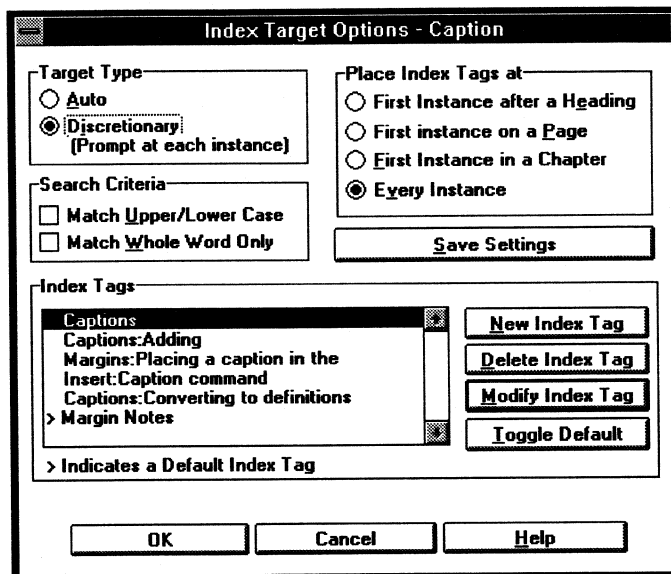 Index Target Options - Caption
Target Type
Auto
Discretionary
(Prompt at each instance)
Search Criteria
Match Upper/Lower Case
Match Whole Word Only
Place Index Tags at
First Instance after a Heading
First instance on a Page
First Instance in a Chapter
Every Instance
Save Settings
Index Tags
Captions
Captions:Adding
Margins:Placing a caption in the
Insert:Caption command
Captions:Converting to definitions
> Margin Notes
> Indicates a Default Index Tag
New Index Tag
Delete Index Tag
Modify Index Tag
Toggle Default
OK
Cancel
Help